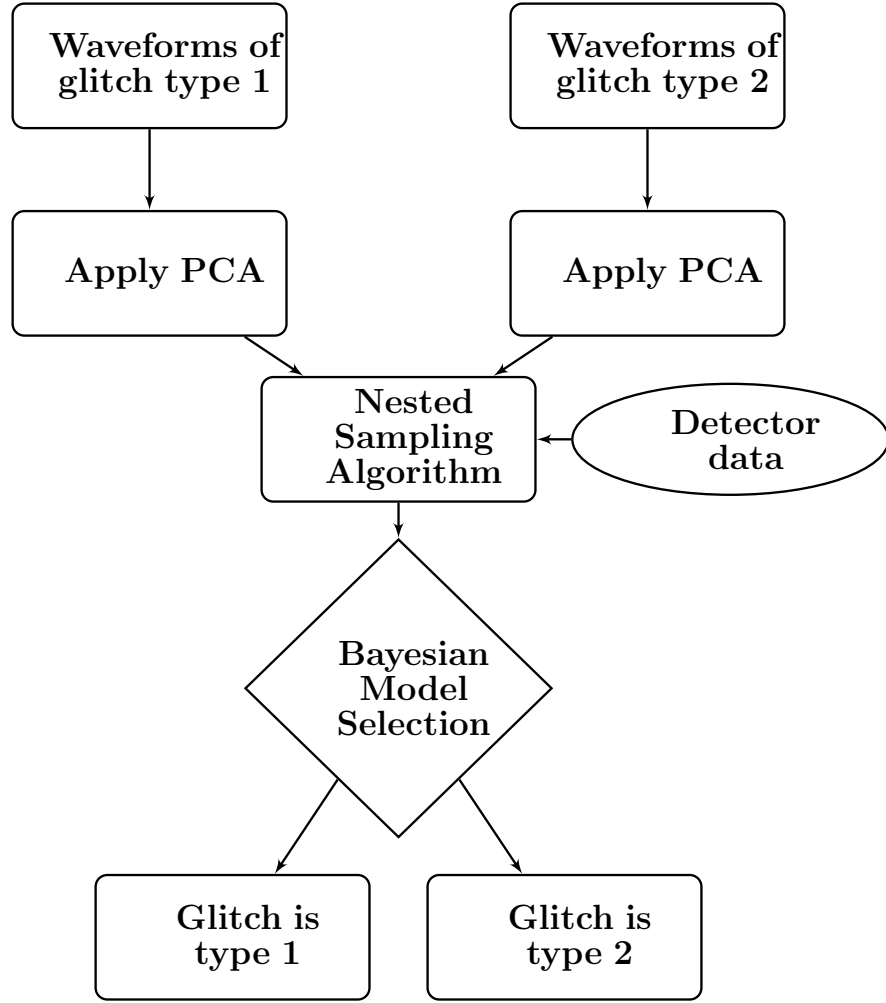 Waveforms of
glitch type 1
Waveforms of
glitch type 2
Apply PCA
Apply PCA
Nested
Sampling
Algorithm
Detector
data
Bayesian
Model
Selection
Glitch is
type 1
Glitch is
type 2